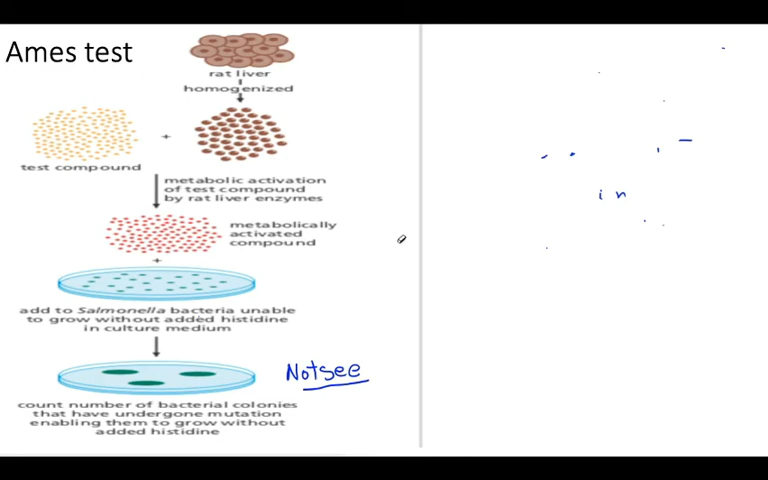 Ames test
rat liver
homogenized
+
test compound
metabolic activation
of test compound
by rat liver enzymes
metabolically
activated
compound
+
add to Salmonella bacteria unable
to grow without added histidine
in culture medium
Notsee
count number of bacterial colonies
that have undergone mutation
enabling them to grow without
added histidine
in